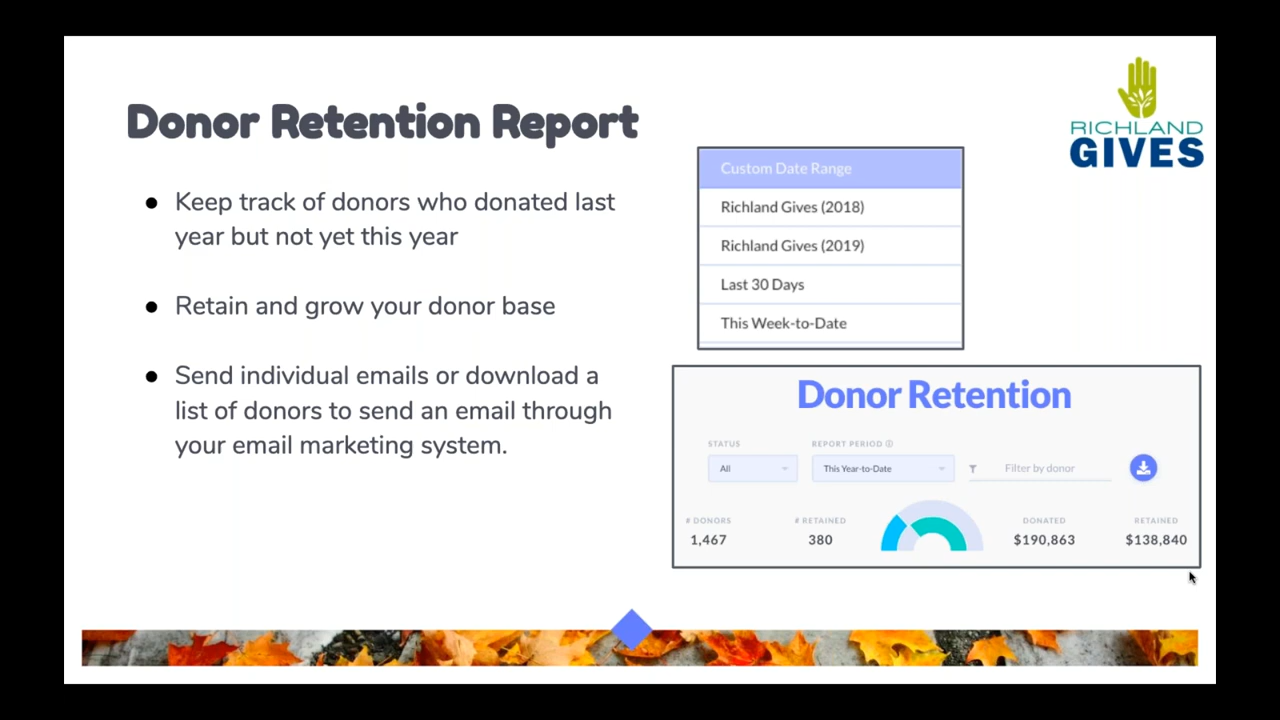 Donor Retention Report
RICHLAND
GIVES
● Keep track of donors who donated last
year but not yet this year
● Retain and grow your donor base
● Send individual emails or download a
list of donors to send an email through
your email marketing system.
Custom Date Range
Richland Gives (2018)
Richland Gives (2019)
Last 30 Days
This Week-to-Date
Donor Retention
STATUS REPORT PERIOD
All This Year-to-Date Filter by donor
# DONORS # RETAINED DONATED RETAINED
1,467 380 $190,863 $138,840